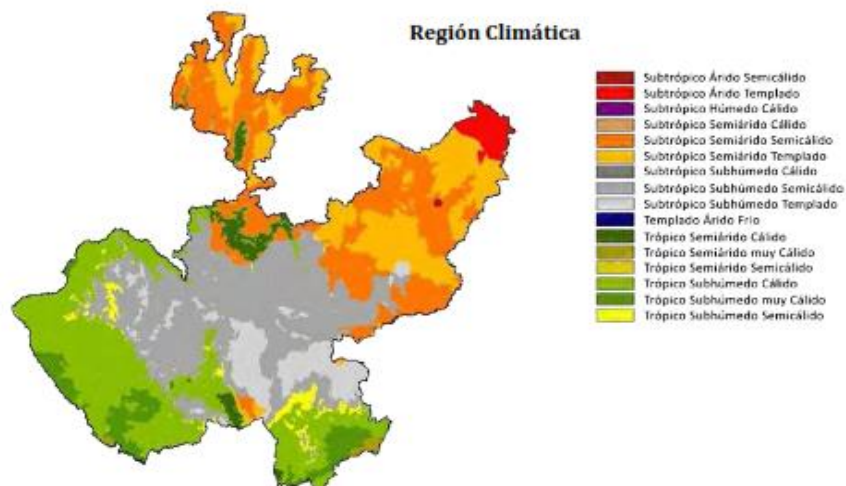 Región Climática
Subtrópico Árido Semicálido
Subtrópico Árido Templado
Subtrópico Húmedo Cálido
Subtrópico Semiárido Cálido
Subtrópico Semiárido Semicálido
Subtrópico Semiárido Templado
Subtrópico Subhúmedo Cálido
Subtrópico Subhúmedo Semicálido
Subtrópico Subhúmedo Templado
Templado Árido Frio
Trópico Semiárido Cálido
Trópico Semiárido muy Cálido
Trópico Semiárido Semicálido
Trópico Subhúmedo Cálido
Trópico Subhúmedo muy Cálido
Trópico Subhúmedo Semicálido